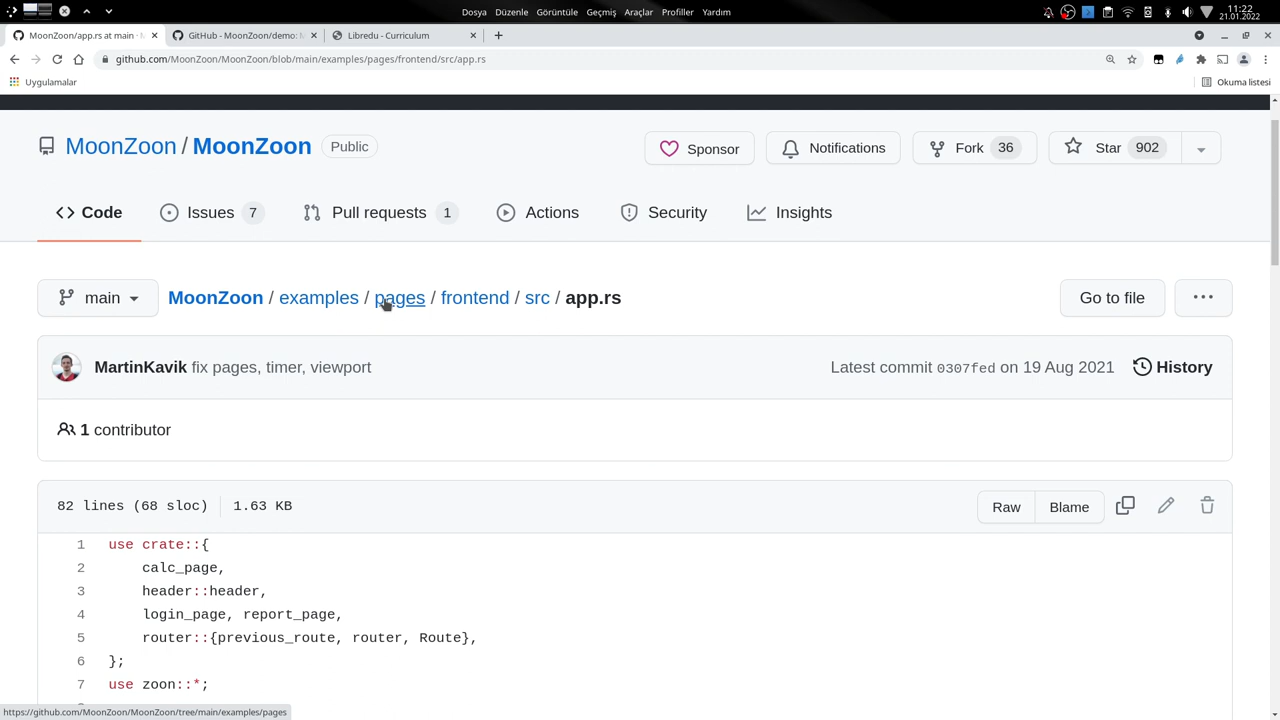 Dosya Düzenle Görüntüle Geçmiş Araçlar Profiller Yardım
11:22
21.01.2022
MoonZoon/app.rs at main · M
GitHub - MoonZoon/demo: M
Libredu - Curriculum
github.com/MoonZoon/MoonZoon/blob/main/examples/pages/frontend/src/app.rs
Uygulamalar
Okuma listesi
MoonZoon / MoonZoon Public
Sponsor
Notifications
Fork 36
Star 902
Code
Issues 7
Pull requests 1
Actions
Security
Insights
main
MoonZoon / examples / pages / frontend / src / app.rs
Go to file
MartinKavik fix pages, timer, viewport
Latest commit 0307fed on 19 Aug 2021
History
1 contributor
82 lines (68 sloc) 1.63 KB
Raw
Blame
1 use crate::{
2 calc_page,
3 header::header,
4 login_page, report_page,
5 router::{previous_route, router, Route},
6 };
7 use zoon::*;
https://github.com/MoonZoon/MoonZoon/tree/main/examples/pages